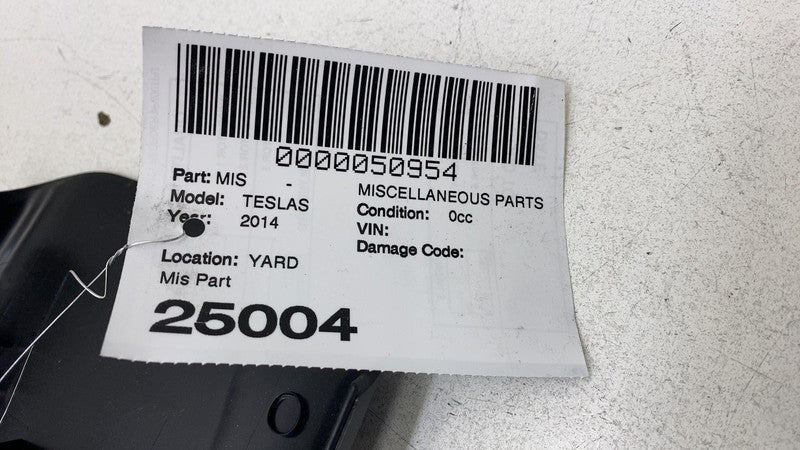 0000050954
Part: MIS - MISCELLANEOUS PARTS
Model: TESLAS Condition: 0cc
Year: 2014 VIN:
Damage Code:
Location: YARD
Mis Part
25004